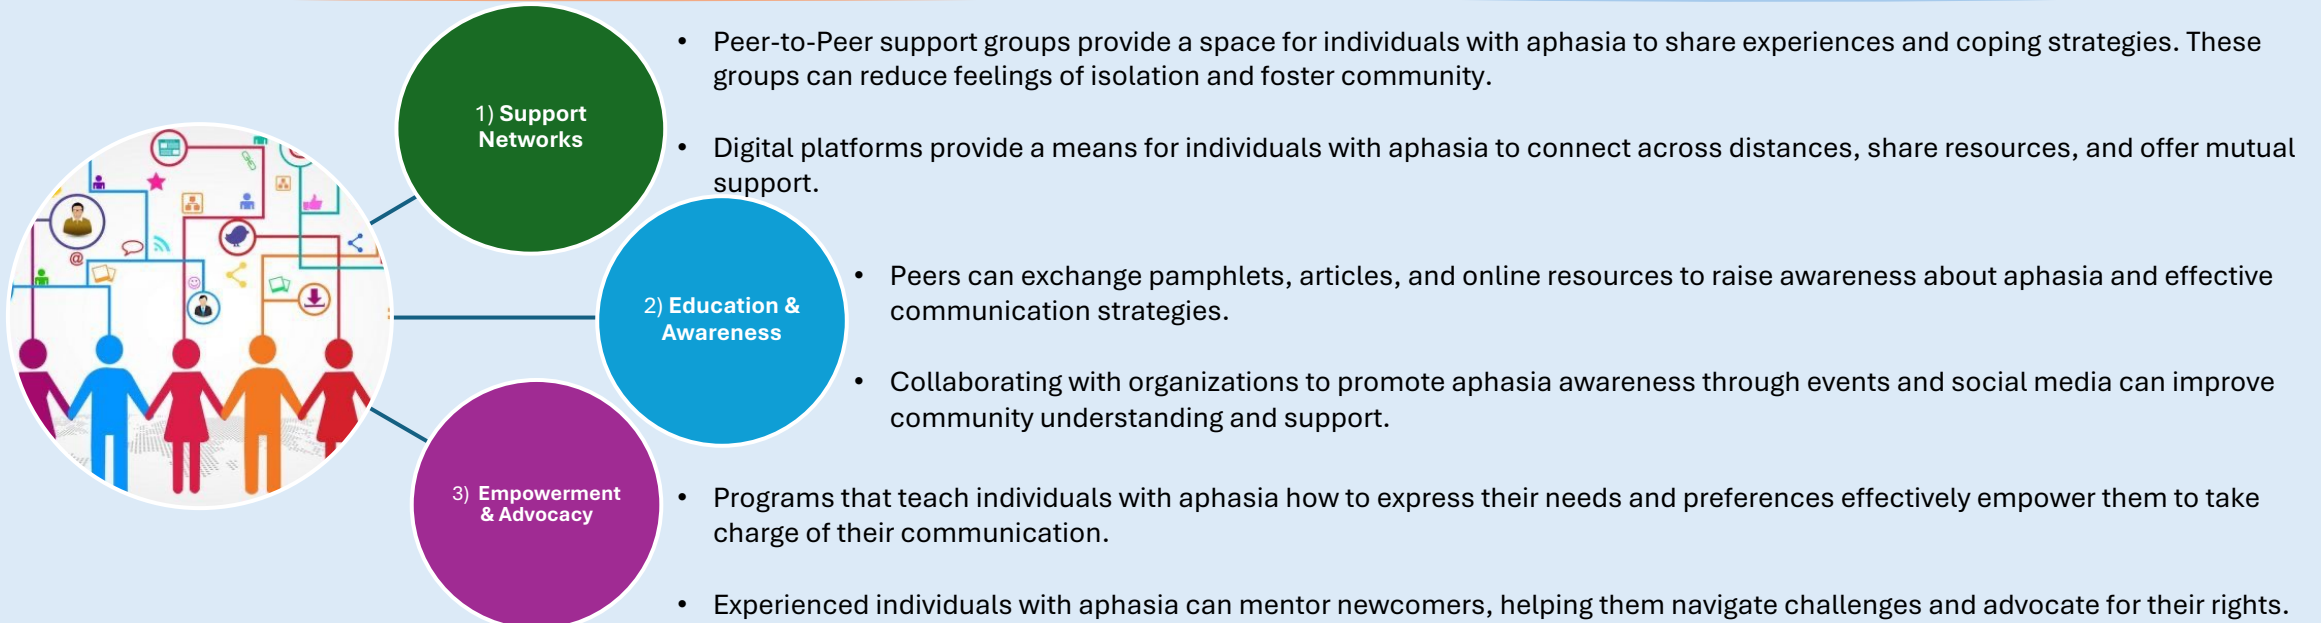 1) Support
Networks
• Peer-to-Peer support groups provide a space for individuals with aphasia to share experiences and coping strategies. These
groups can reduce feelings of isolation and foster community.
• Digital platforms provide a means for individuals with aphasia to connect across distances, share resources, and offer mutual
support.
2) Education &
Awareness
• Peers can exchange pamphlets, articles, and online resources to raise awareness about aphasia and effective
communication strategies.
• Collaborating with organizations to promote aphasia awareness through events and social media can improve
community understanding and support.
3) Empowerment
& Advocacy
• Programs that teach individuals with aphasia how to express their needs and preferences effectively empower them to take
charge of their communication.
• Experienced individuals with aphasia can mentor newcomers, helping them navigate challenges and advocate for their rights.
@